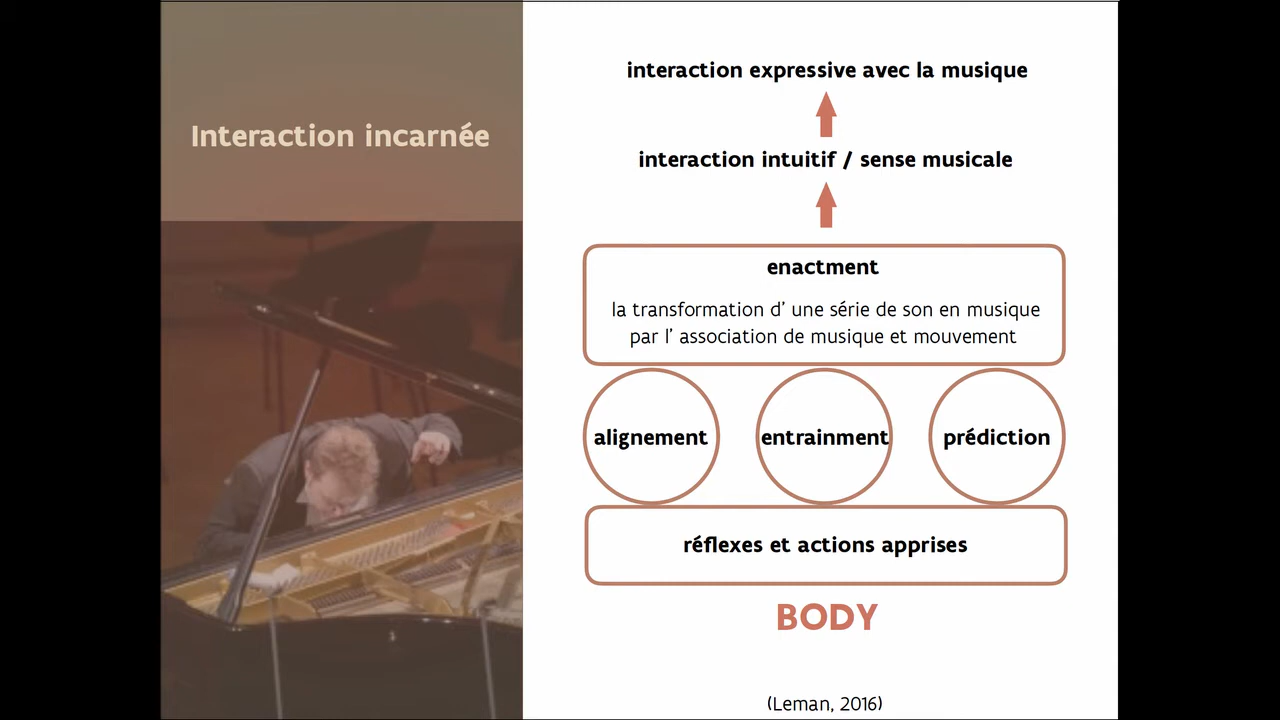 Interaction incarnée
interaction expressive avec la musique
interaction intuitif / sense musicale
enactment
la transformation d' une série de son en musique
par l' association de musique et mouvement
alignement
entrainment
prédiction
réflexes et actions apprises
BODY
(Leman, 2016)